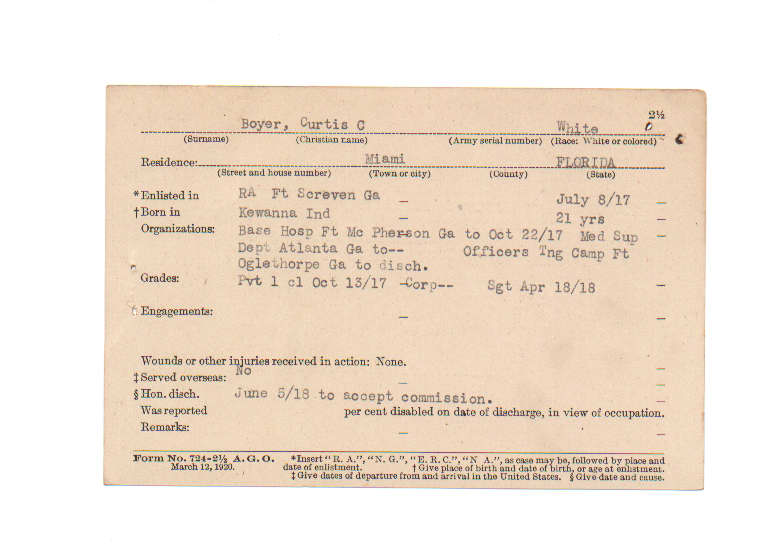 2½
Boyer, Curtis C White 0
(Surname) (Christian name) (Army serial number) (Race: White or colored)
Residence: Miami FLORIDA
(Street and house number) (Town or city) (County) (State)
*Enlisted in RA Ft Screven Ga July 8/17
†Born in Kewanna Ind 21 yrs
Organizations: Base Hosp Ft Mc Pherson Ga to Oct 22/17 Med Sup
Dept Atlanta Ga to-- Officers Tng Camp Ft
Oglethorpe Ga to disch.
Grades: Pvt 1 cl Oct 13/17 Corp-- Sgt Apr 18/18
Engagements:
Wounds or other injuries received in action: None.
‡Served overseas: No
§Hon. disch. June 5/18 to accept commission.
Was reported per cent disabled on date of discharge, in view of occupation.
Remarks:
Form No. 724-2½ A.G.O. *Insert "R. A.", "N. G.", "E. R. C.", "N A.", as case may be, followed by place and
March 12, 1920. date of enlistment. †Give place of birth and date of birth, or age at enlistment.
‡Give dates of departure from and arrival in the United States. §Give date and cause.